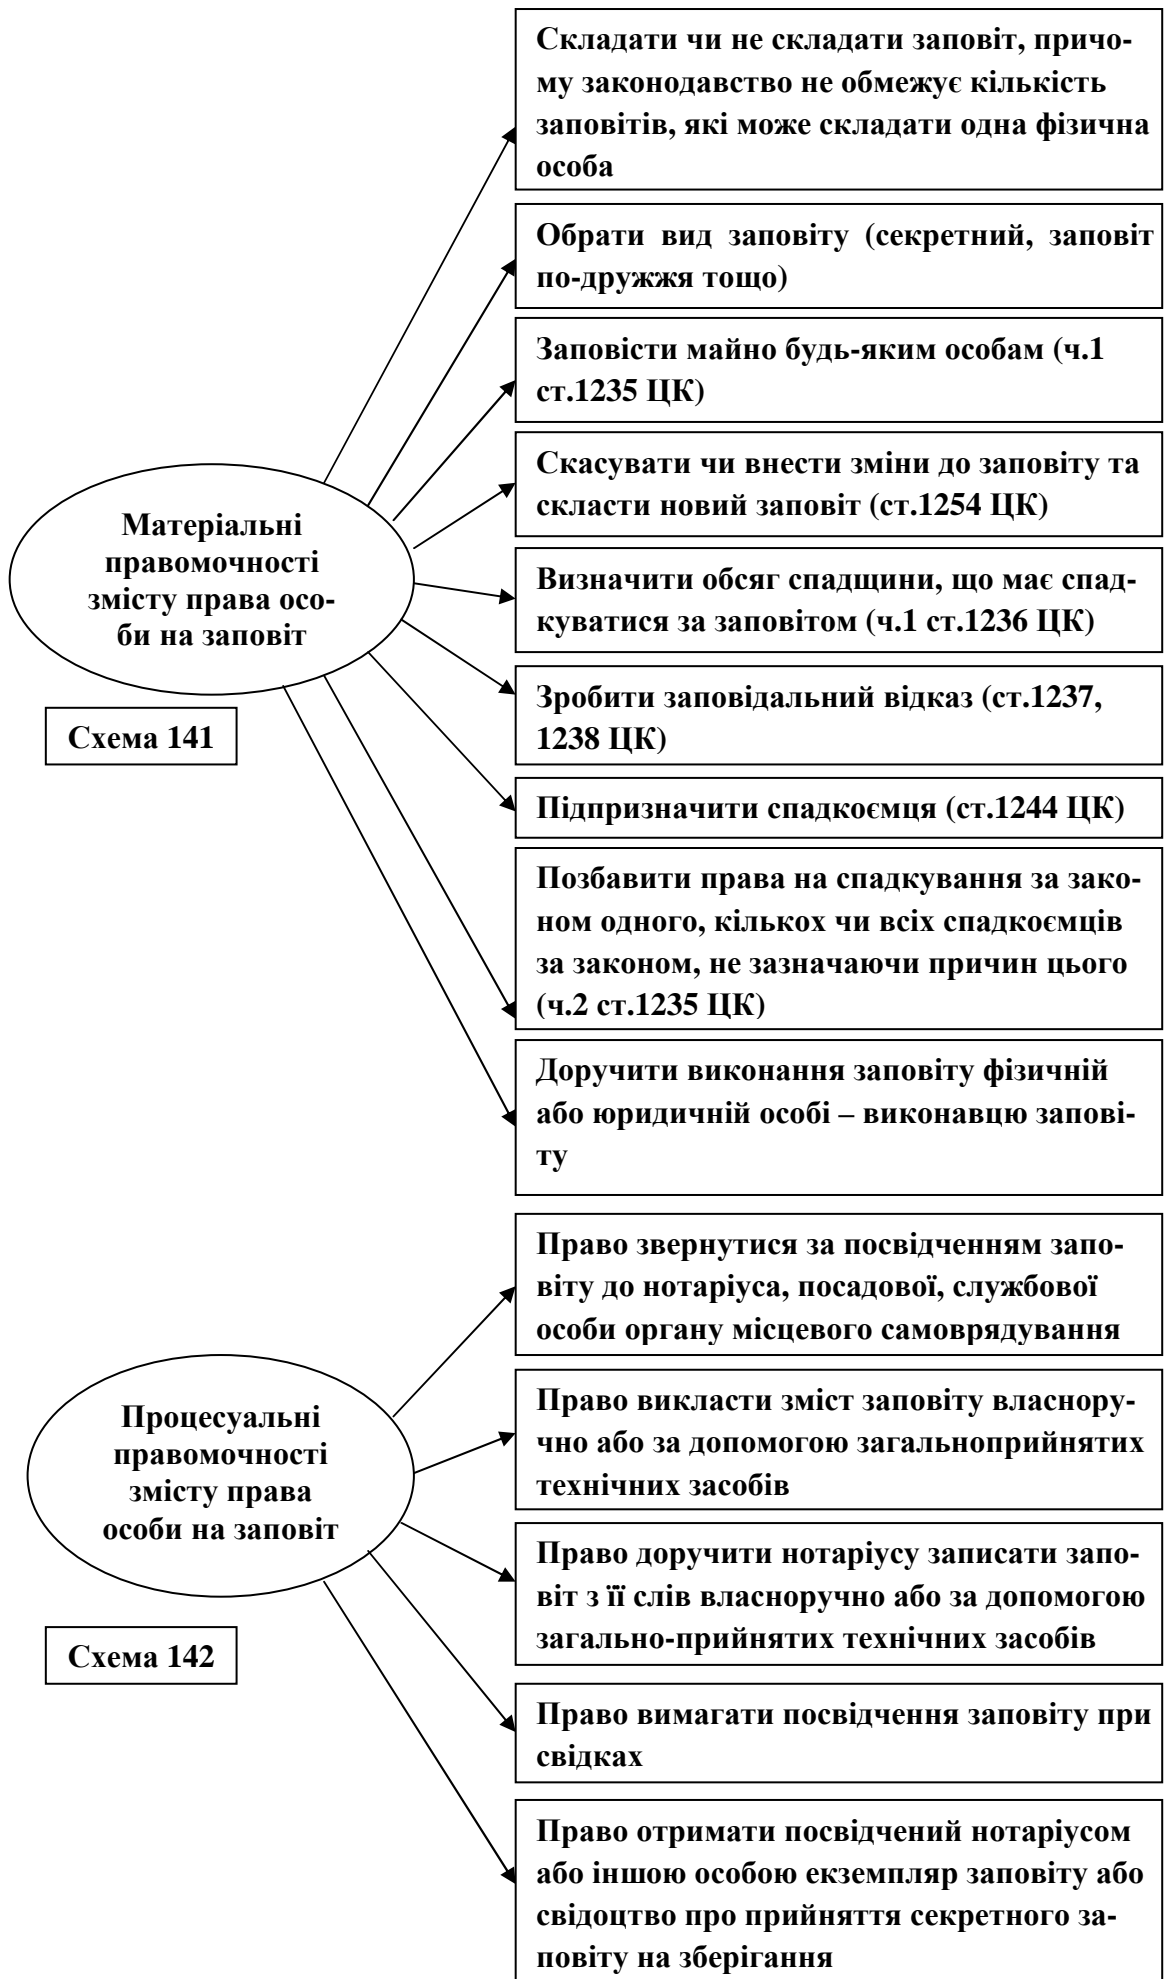 Складати чи не складати заповіт, причо-
му законодавство не обмежує кількість
заповітів, які може складати одна фізична
особа
Обрати вид заповіту (секретний, заповіт
по-дружжя тощо)
Заповісти майно будь-яким особам (ч.1
ст.1235 ЦК)
Скасувати чи внести зміни до заповіту та
скласти новий заповіт (ст.1254 ЦК)
Матеріальні
правомочності
змісту права осо-
би на заповіт
Визначити обсяг спадщини, що має спад-
куватися за заповітом (ч.1 ст.1236 ЦК)
Зробити заповідальний відказ (ст.1237,
1238 ЦК)
Схема 141
Підпризначити спадкоємця (ст.1244 ЦК)
Позбавити права на спадкування за зако-
ном одного, кількох чи всіх спадкоємців
за законом, не зазначаючи причин цього
(ч.2 ст.1235 ЦК)
Доручити виконання заповіту фізичній
або юридичній особі – виконавцю запові-
ту
Право звернутися за посвідченням запо-
віту до нотаріуса, посадової, службової
особи органу місцевого самоврядування
Процесуальні
правомочності
змісту права
особи на заповіт
Право викласти зміст заповіту власнору-
чно або за допомогою загальноприйнятих
технічних засобів
Право доручити нотаріусу записати запо-
віт з її слів власноручно або за допомогою
загально-прийнятих технічних засобів
Схема 142
Право вимагати посвідчення заповіту при
свідках
Право отримати посвідчений нотаріусом
або іншою особою екземпляр заповіту або
свідоцтво про прийняття секретного за-
повіту на зберігання